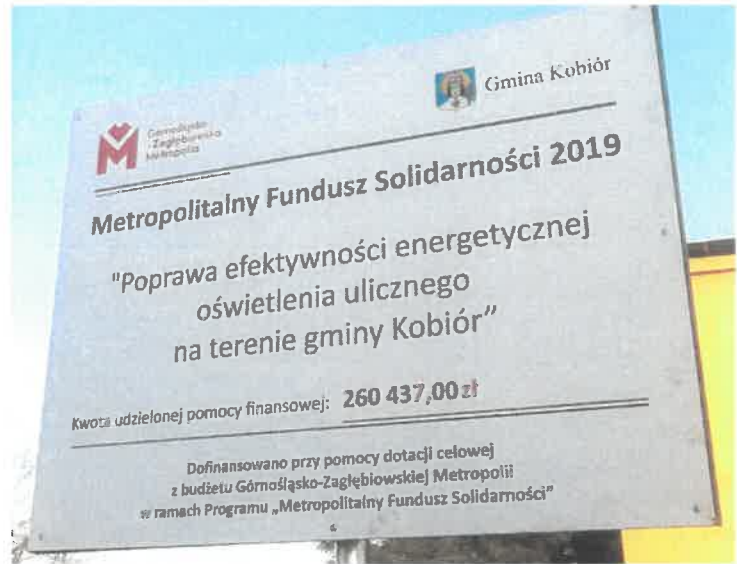 Gmina Kobiór
Górnośląsko
- Zagłębiowska
Metropolia
Metropolitalny Fundusz Solidarności 2019
"Poprawa efektywności energetycznej
oświetlenia ulicznego
na terenie gminy Kobiór”
Kwota udzielonej pomocy finansowej: 260 437,00 zł
Dofinansowano przy pomocy dotacji celowej
z budżetu Górnośląsko-Zagłębiowskiej Metropolii
w ramach Programu „Metropolitalny Fundusz Solidarności”